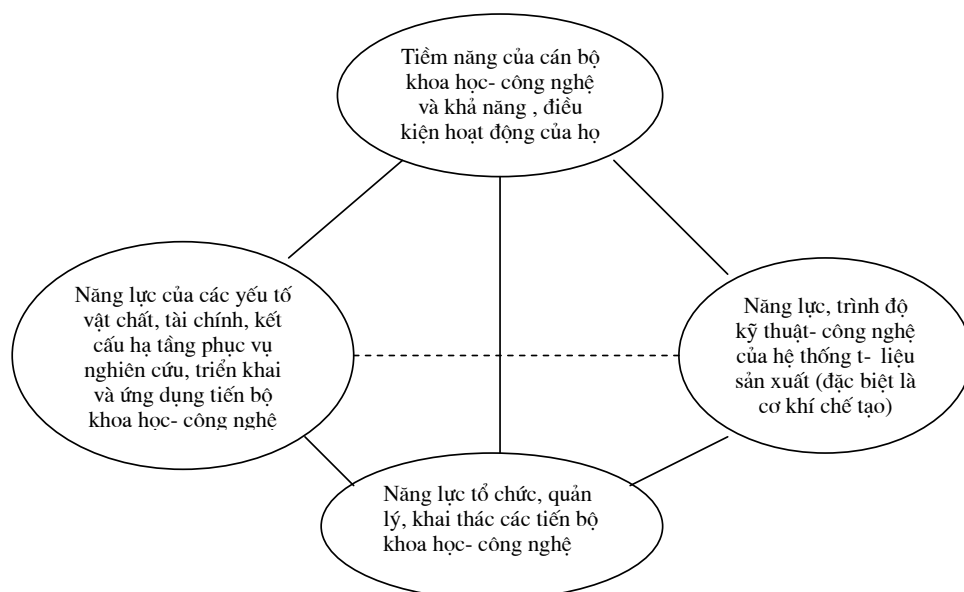 Tiềm năng của cán bộ
khoa học- công nghệ
và khả năng , điều
kiện hoạt động của họ
Năng lực của các yếu tố
vật chất, tài chính, kết
cấu hạ tầng phục vụ
nghiên cứu, triển khai
và ứng dụng tiến bộ
khoa học- công nghệ
Năng lực, trình độ
kỹ thuật- công nghệ
của hệ thống t- liệu
sản xuất (đặc biệt là
cơ khí chế tạo)
Năng lực tổ chức, quản
lý, khai thác các tiến bộ
khoa học- công nghệ